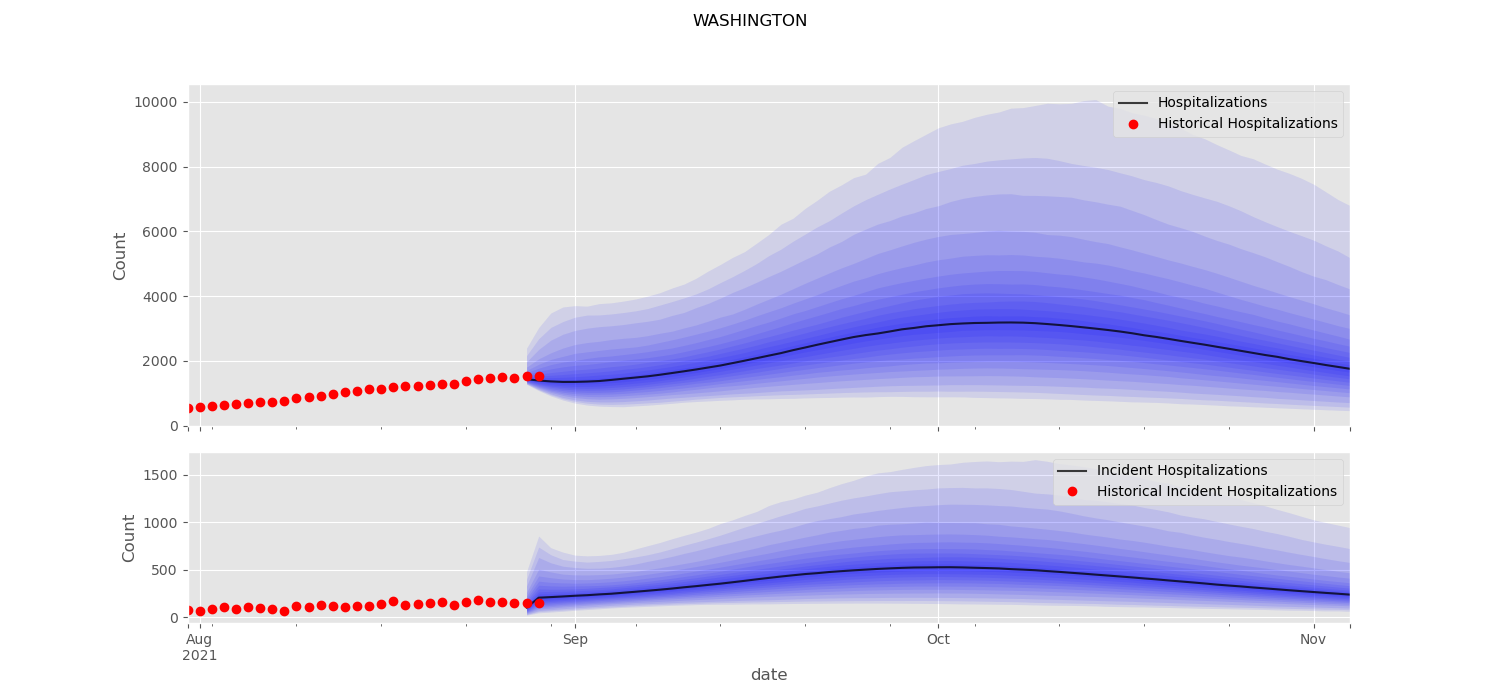 WASHINGTON
10000
8000
6000
4000
2000
0
Count
Hospitalizations
Historical Hospitalizations
1500
1000
500
0
Count
Incident Hospitalizations
Historical Incident Hospitalizations
Aug
2021
Sep
Oct
Nov
date